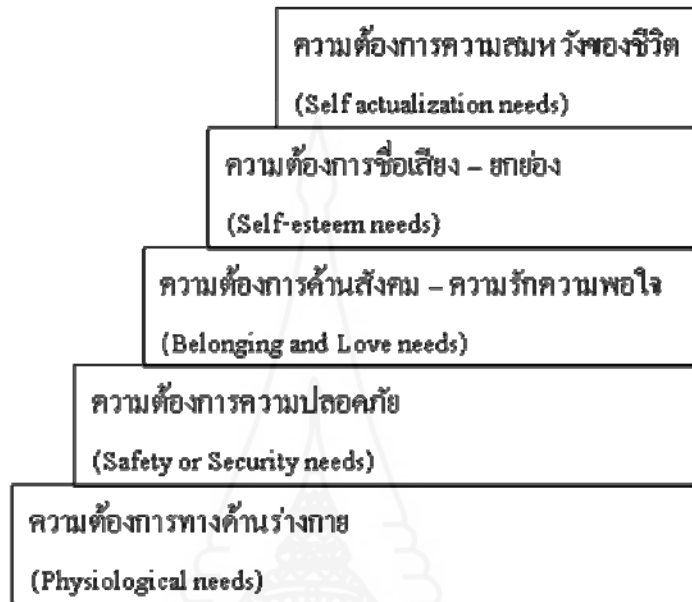 ความต้องการความสมหวังของชีวิต
(Self actualization needs)
ความต้องการชื่อเสียง – ยกย่อง
(Self-esteem needs)
ความต้องการด้านสังคม – ความรักความพอใจ
(Belonging and Love needs)
ความต้องการความปลอดภัย
(Safety or Security needs)
ความต้องการทางด้านร่างกาย
(Physiological needs)